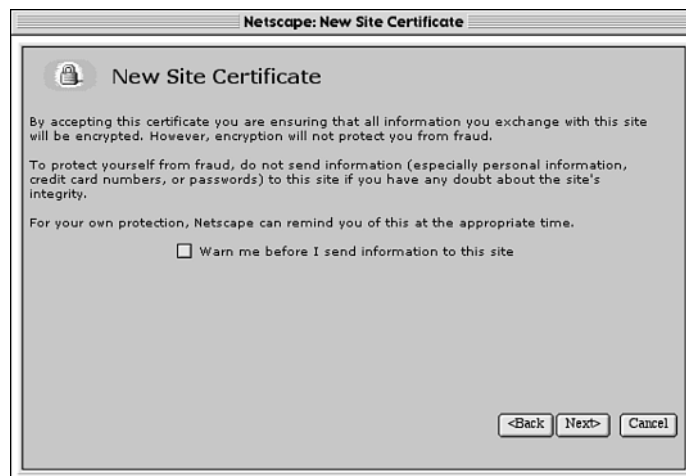 Netscape: New Site Certificate
New Site Certificate
By accepting this certificate you are ensuring that all information you exchange with this site
will be encrypted. However, encryption will not protect you from fraud.
To protect yourself from fraud, do not send information (especially personal information,
credit card numbers, or passwords) to this site if you have any doubt about the site's
integrity.
For your own protection, Netscape can remind you of this at the appropriate time.
Warn me before I send information to this site
<Back Next> Cancel